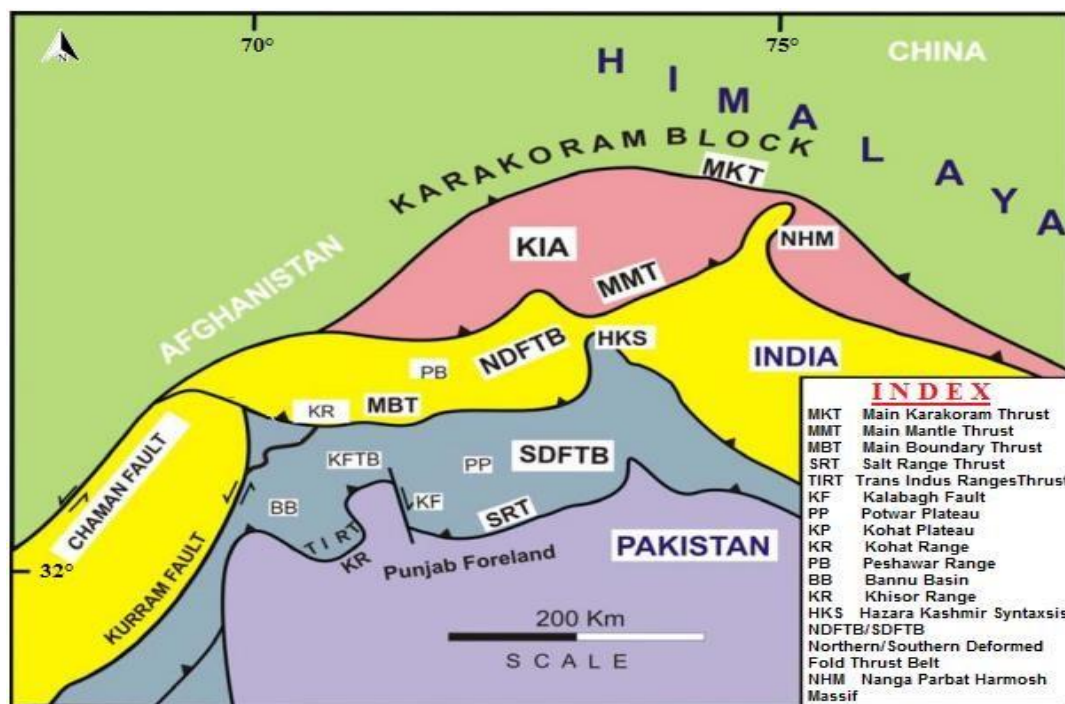 N
70°
75°
CHINA
HIMALAYA
KARAKORAM BLOCK
MKT
AFGHANISTAN
KIA
NHM
MMT
NDFTB
HKS
PB
INDIA
KR
MBT
CHAMAN FAULT
KFTB
PP
SDFTB
BB
KF
SRT
TIRT
KR
Punjab Foreland
PAKISTAN
32°
KURRAM FAULT
200 Km
SCALE
INDEX
MKT Main Karakoram Thrust
MMT Main Mantle Thrust
MBT Main Boundary Thrust
SRT Salt Range Thrust
TIRT Trans Indus RangesThrust
KF Kalabagh Fault
PP Potwar Plateau
KP Kohat Plateau
KR Kohat Range
PB Peshawar Range
BB Bannu Basin
KR Khisor Range
HKS Hazara Kashmir Syntaxsis
NDFTB/SDFTB
Northern/Southern Deformed
Fold Thrust Belt
NHM Nanga Parbat Harmosh
Massif